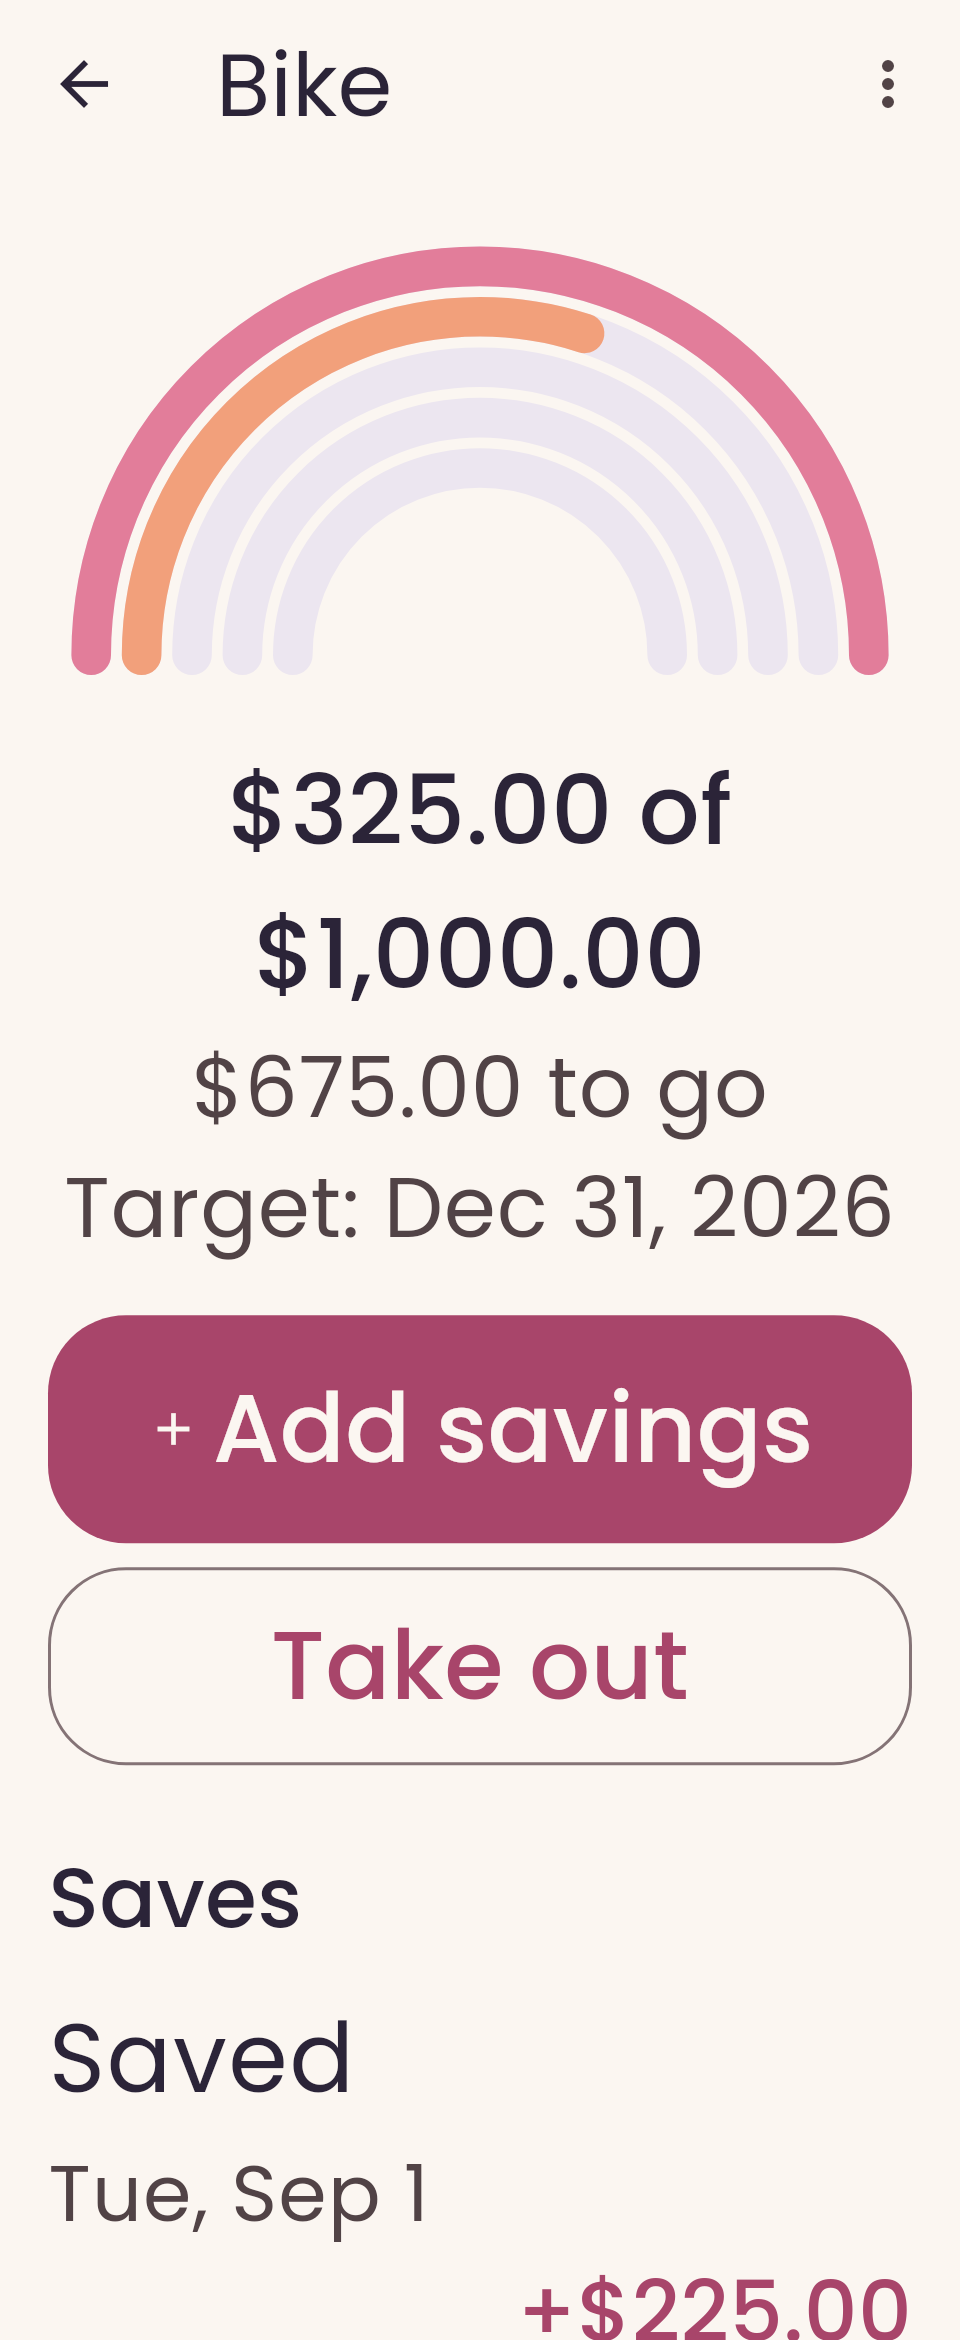 Bike
$325.00 of
$1,000.00
$675.00 to go
Target: Dec 31, 2026
+ Add savings
Take out
Saves
Saved
Tue, Sep 1
+$225.00